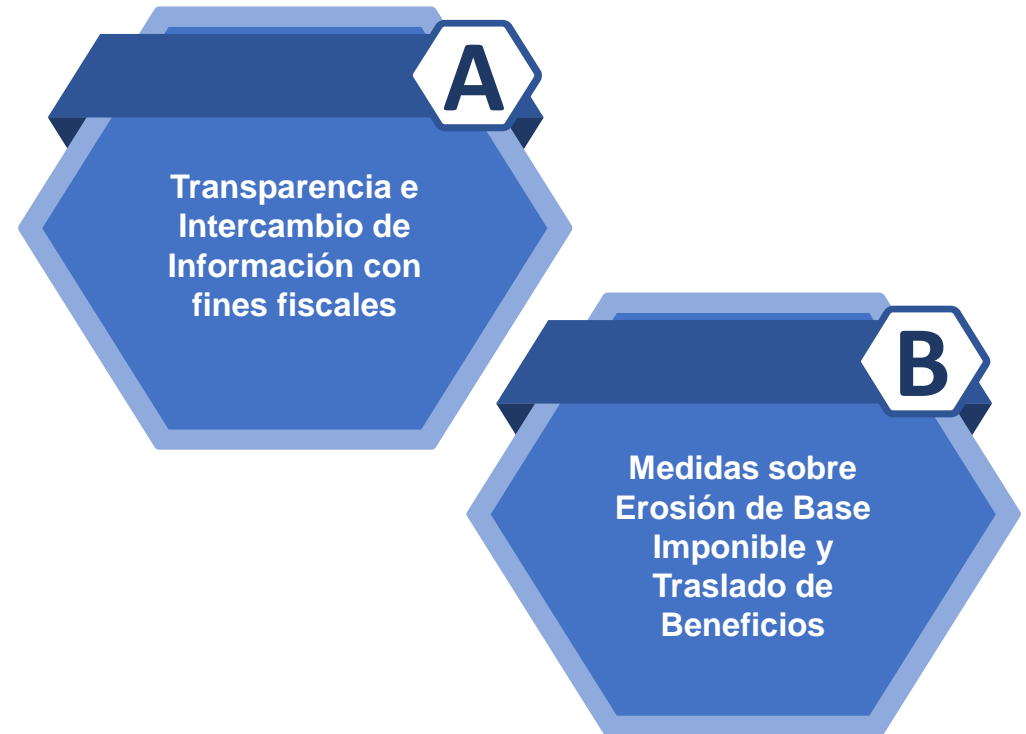 A
Transparencia e
Intercambio de
Información con
fines fiscales
B
Medidas sobre
Erosión de Base
Imponible y
Traslado de
Beneficios